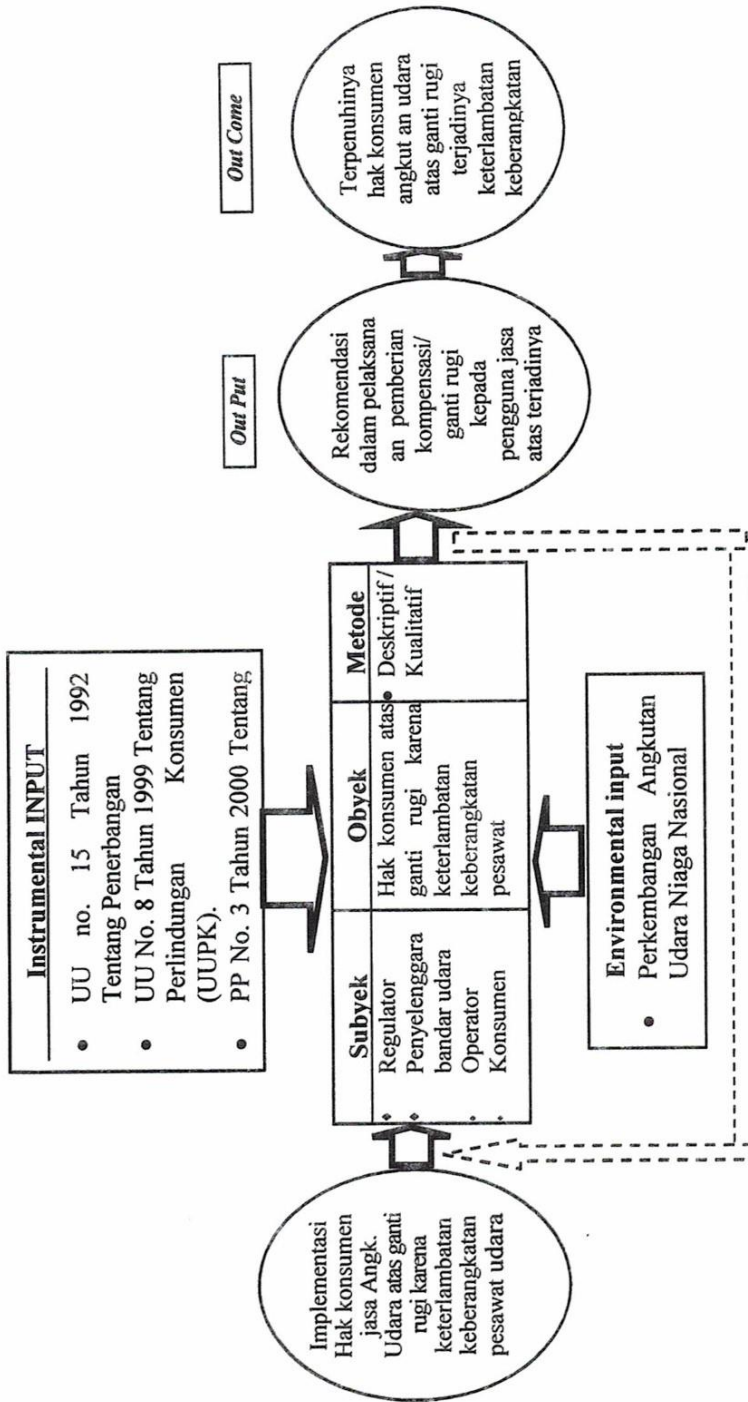 Instrumental INPUT
• UU no. 15 Tahun 1992
Tentang Penerbangan
• UU No. 8 Tahun 1999 Tentang
Perlindungan Konsumen
(UUPK).
• PP No. 3 Tahun 2000 Tentang
Implementasi
Hak konsumen
jasa Angk.
Udara atas ganti
rugi karena
keterlambatan
keberangkatan
pesawat udara
Subyek
Regulator
Penyelenggara
bandar udara
Operator
Konsumen
Obyek
Hak konsumen atas
ganti rugi karena
keterlambatan
keberangkatan
pesawat
Metode
• Deskriptif /
Kualitatif
Environmental input
• Perkembangan Angkutan
Udara Niaga Nasional
Out Put
Rekomendasi
dalam pelaksana
an pemberian
kompensasi/
ganti rugi
kepada
pengguna jasa
atas terjadinya
Out Come
Terpenuhinya
hak konsumen
angkut an udara
atas ganti rugi
terjadinya
keterlambatan
keberangkatan